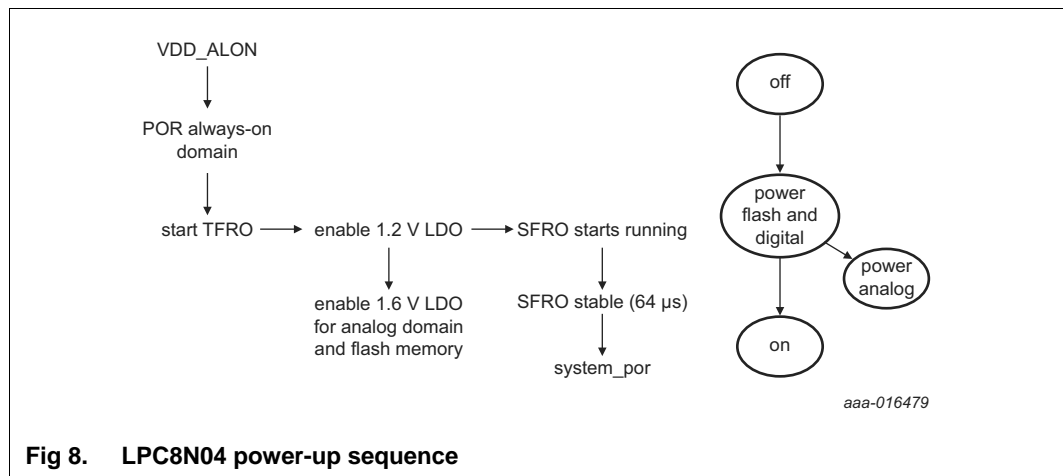 VDD_ALON
POR always-on
domain
start TFRO
enable 1.2 V LDO
SFRO starts running
enable 1.6 V LDO
for analog domain
and flash memory
SFRO stable (64 μs)
system_por
off
power
flash and
digital
power
analog
on
aaa-016479
Fig 8. LPC8N04 power-up sequence